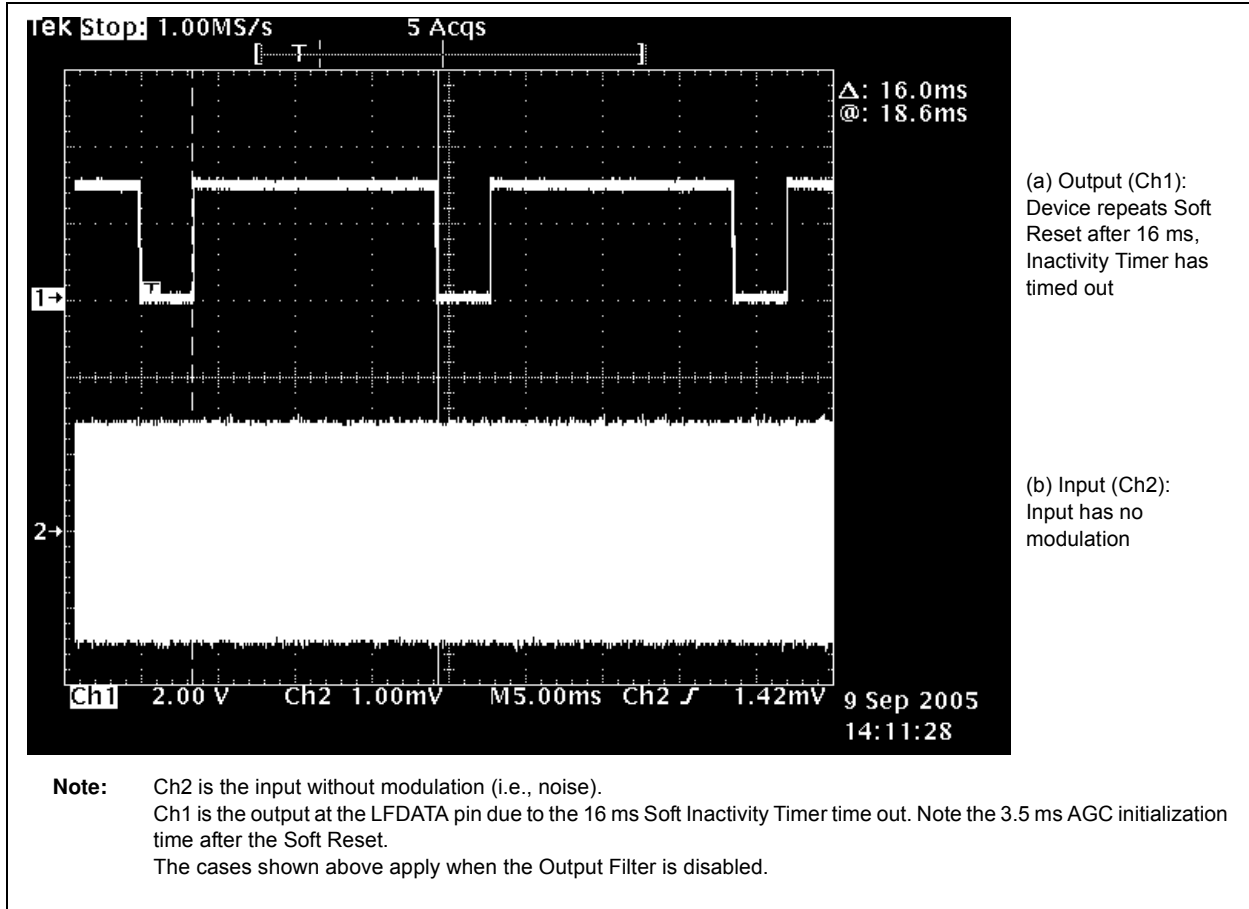 Tek Stop: 1.00MS/s 5 Acqs
[ T ]
Δ: 16.0ms
@: 18.6ms
(a) Output (Ch1):
Device repeats Soft
Reset after 16 ms,
Inactivity Timer has
timed out
T
1→
(b) Input (Ch2):
Input has no
modulation
2→
Ch1 2.00 V Ch2 1.00mV M5.00ms Ch2 ∫ 1.42mV
9 Sep 2005
14:11:28
Note: Ch2 is the input without modulation (i.e., noise).
Ch1 is the output at the LFDATA pin due to the 16 ms Soft Inactivity Timer time out. Note the 3.5 ms AGC initialization
time after the Soft Reset.
The cases shown above apply when the Output Filter is disabled.